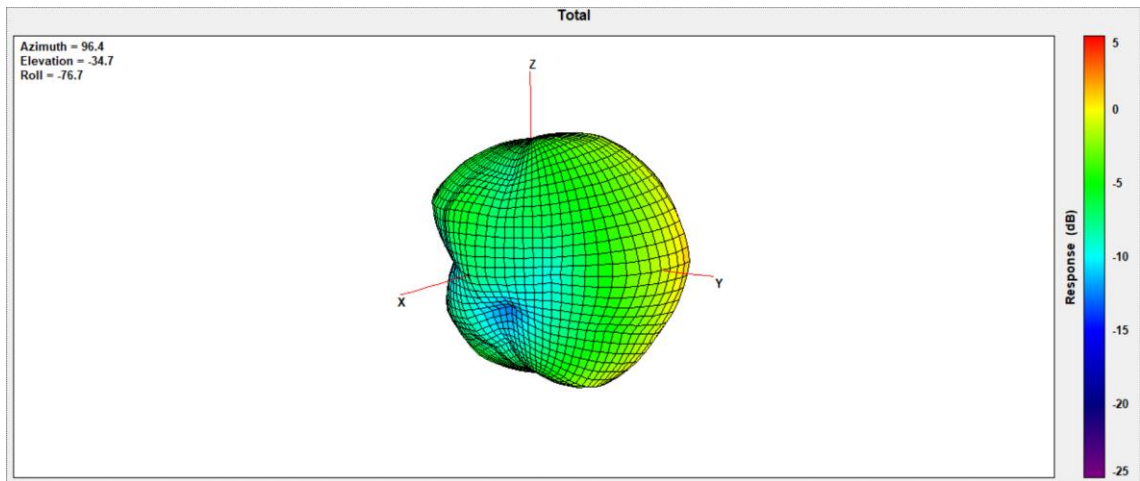 Total
Azimuth = 96.4
Elevation = -34.7
Roll = -76.7
Z
X
Y
5
0
-5
-10
-15
-20
-25
Response (dB)